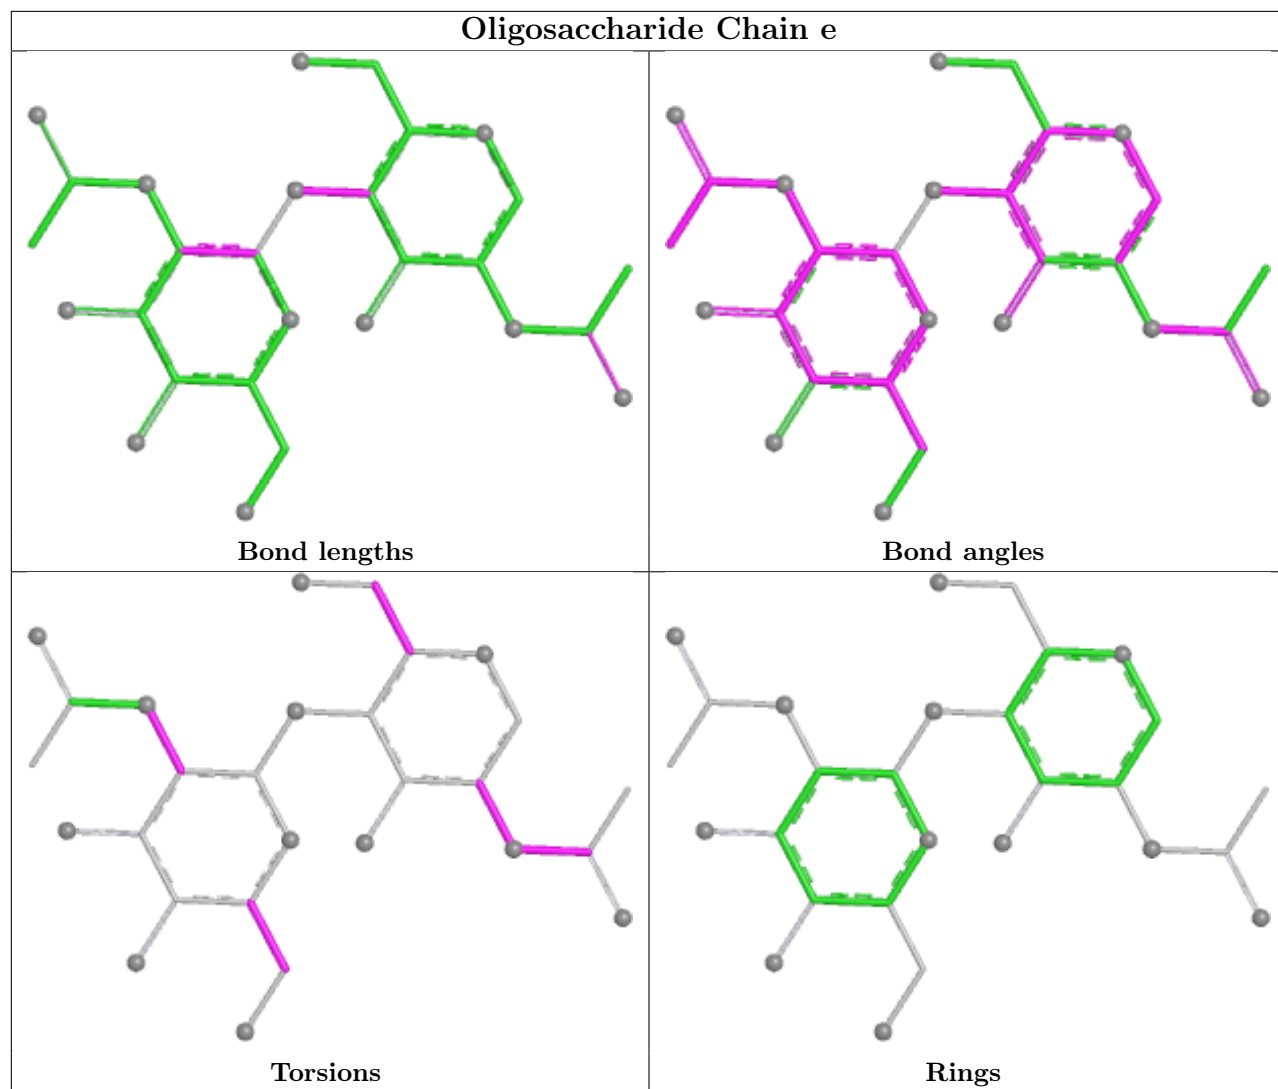 Oligosaccharide Chain e
Bond lengths
Bond angles
Torsions
Rings